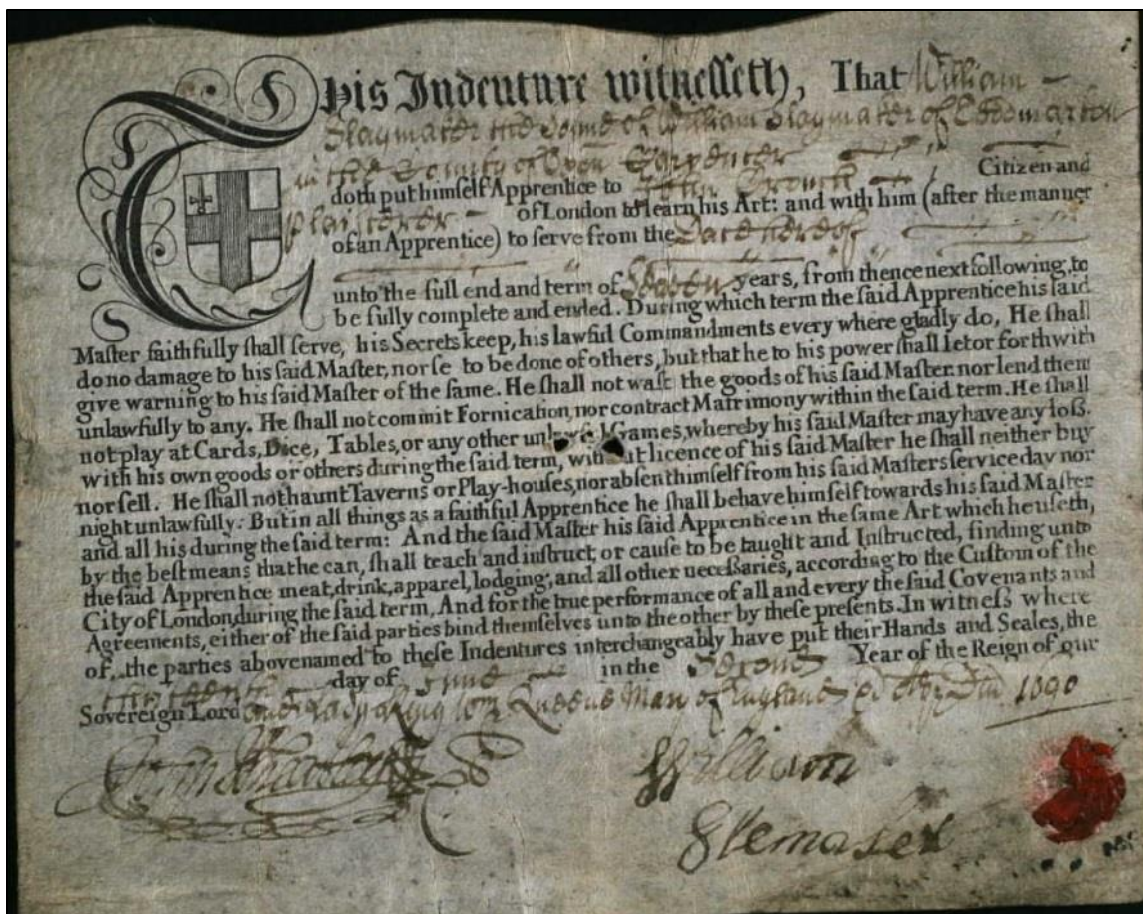 This Indenture witnesseth, That William
Slaymaker the Sonne of William Slaymaker of
in the County of Oxon Carpenter
doth put himself Apprentice to John Crouch Citizen and
Plaisterer of London to learn his Art: and with him (after the manner
of an Apprentice) to serve from the Date hereof
unto the full end and term of Seaven years, from thence next following, to
be fully complete and ended. During which term the said Apprentice his said
Master faithfully shall serve, his Secrets keep, his lawful Commandments every where gladly do, He shall
do no damage to his said Master, nor se to be done of others, but that he to his power shall let or forthwith
give warning to his said Master of the same. He shall not wast the goods of his said Master nor lend them
unlawfully to any. He shall not commit Fornication, nor contract Matrimony within the said term. He shall
not play at Cards, Dice, Tables, or any other Games, whereby his said Master may have any loß.
with his own goods or others during the said term, without licence of his said Master he shall neither buy
nor sell. He shall not haunt Taverns or Play-houses, nor absent himself from his said Masters service day nor
night unlawfully: But in all things as a faithful Apprentice he shall behave himself towards his said Master
and all his during the said term: And the said Master his said Apprentice in the same Art which he useth,
by the best means that he can, shall teach and instruct, or cause to be taught and Instructed, finding unto
the said Apprentice meat, drink, apparel, lodging, and all other neceßaries, according to the Custom of the
City of London, during the said term, And for the true performance of all and every the said Covenants and
Agreements, either of the said parties bind themselves unto the other by these presents. In witneß where
of, the parties abovenamed to these Indentures interchangeably have put their Hands and Seales, the
day of June in the Second Year of the Reign of our
Sovereign Lord and Lady King Queene Mary of England 1690
William
Slemaker